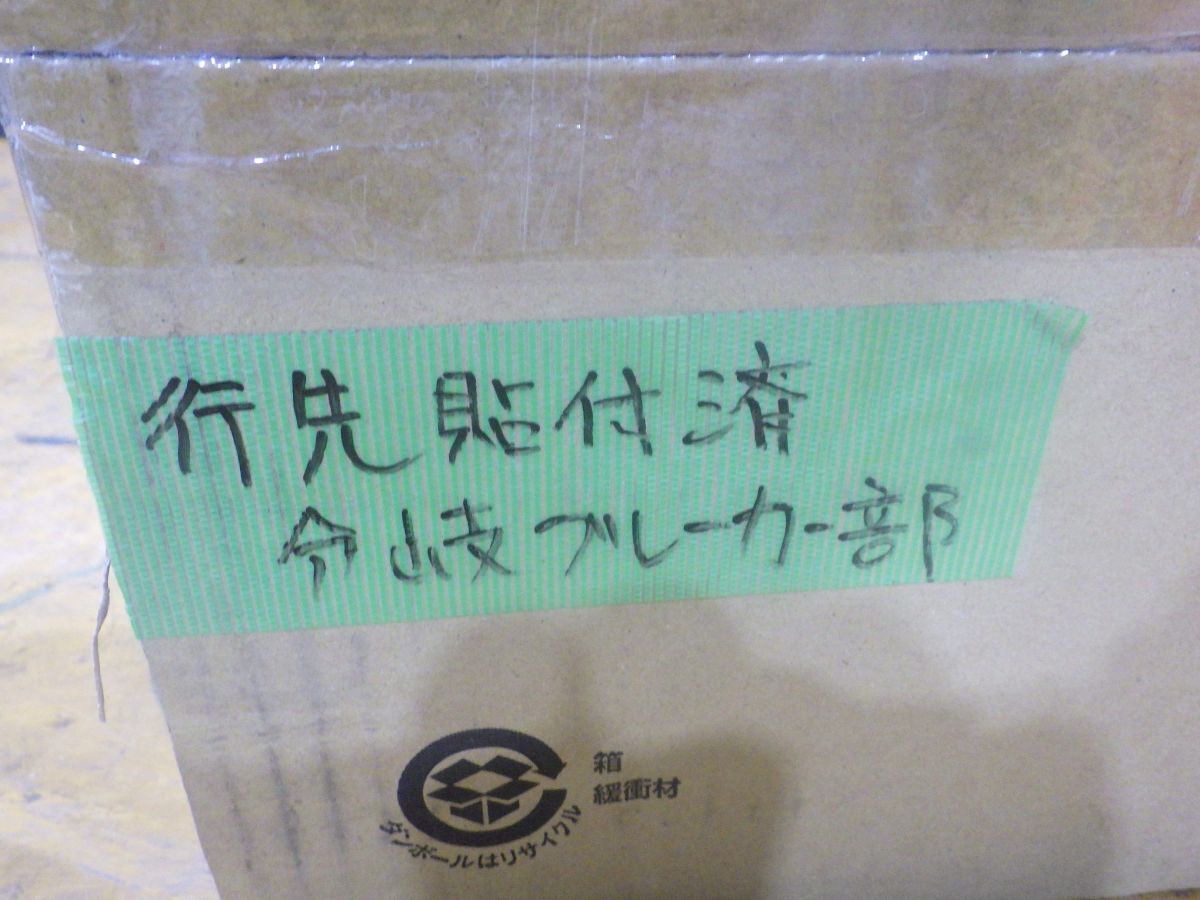 行先貼付済
分岐ブレーカー部
箱
緩衝材
ダンボールはリサイクル